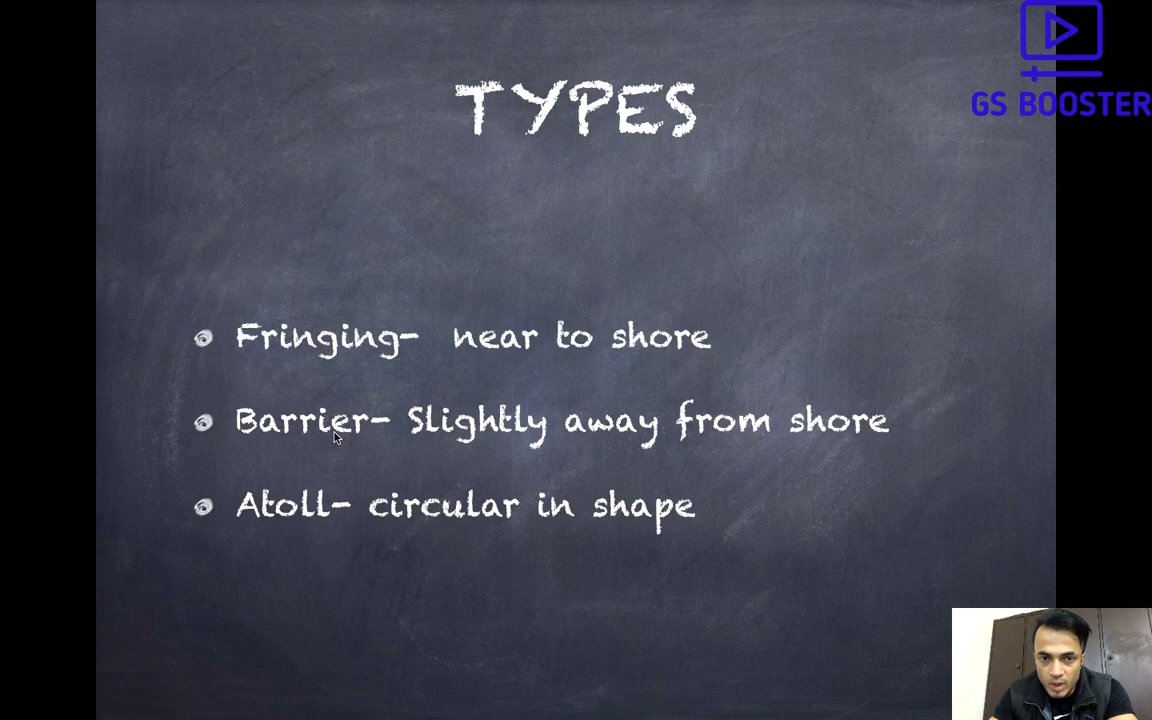 GS BOOSTER
TYPES
Fringing- near to shore
Barrier- Slightly away from shore
Atoll- circular in shape